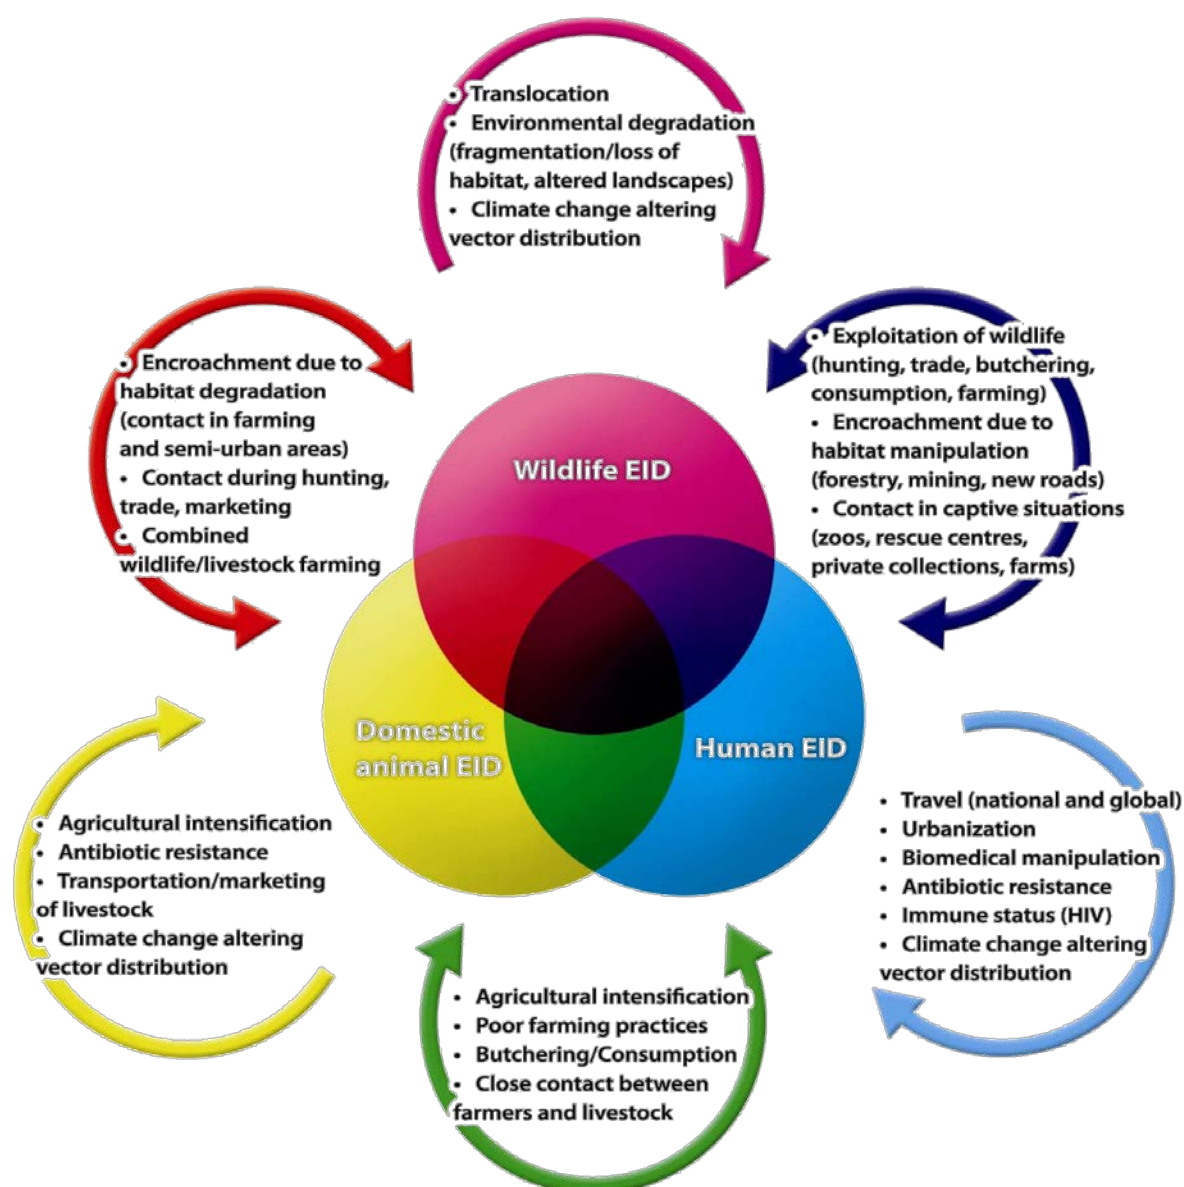 • Translocation
• Environmental degradation
(fragmentation/loss of
habitat, altered landscapes)
• Climate change altering
vector distribution
• Encroachment due to
habitat degradation
(contact in farming
and semi-urban areas)
• Contact during hunting,
trade, marketing
• Combined
wildlife/livestock farming
• Exploitation of wildlife
(hunting, trade, butchering,
consumption, farming)
• Encroachment due to
habitat manipulation
(forestry, mining, new roads)
• Contact in captive situations
(zoos, rescue centres,
private collections, farms)
Wildlife EID
Domestic
animal EID
Human EID
• Agricultural intensification
• Antibiotic resistance
• Transportation/marketing
of livestock
• Climate change altering
vector distribution
• Travel (national and global)
• Urbanization
• Biomedical manipulation
• Antibiotic resistance
• Immune status (HIV)
• Climate change altering
vector distribution
• Agricultural intensification
• Poor farming practices
• Butchering/Consumption
• Close contact between
farmers and livestock